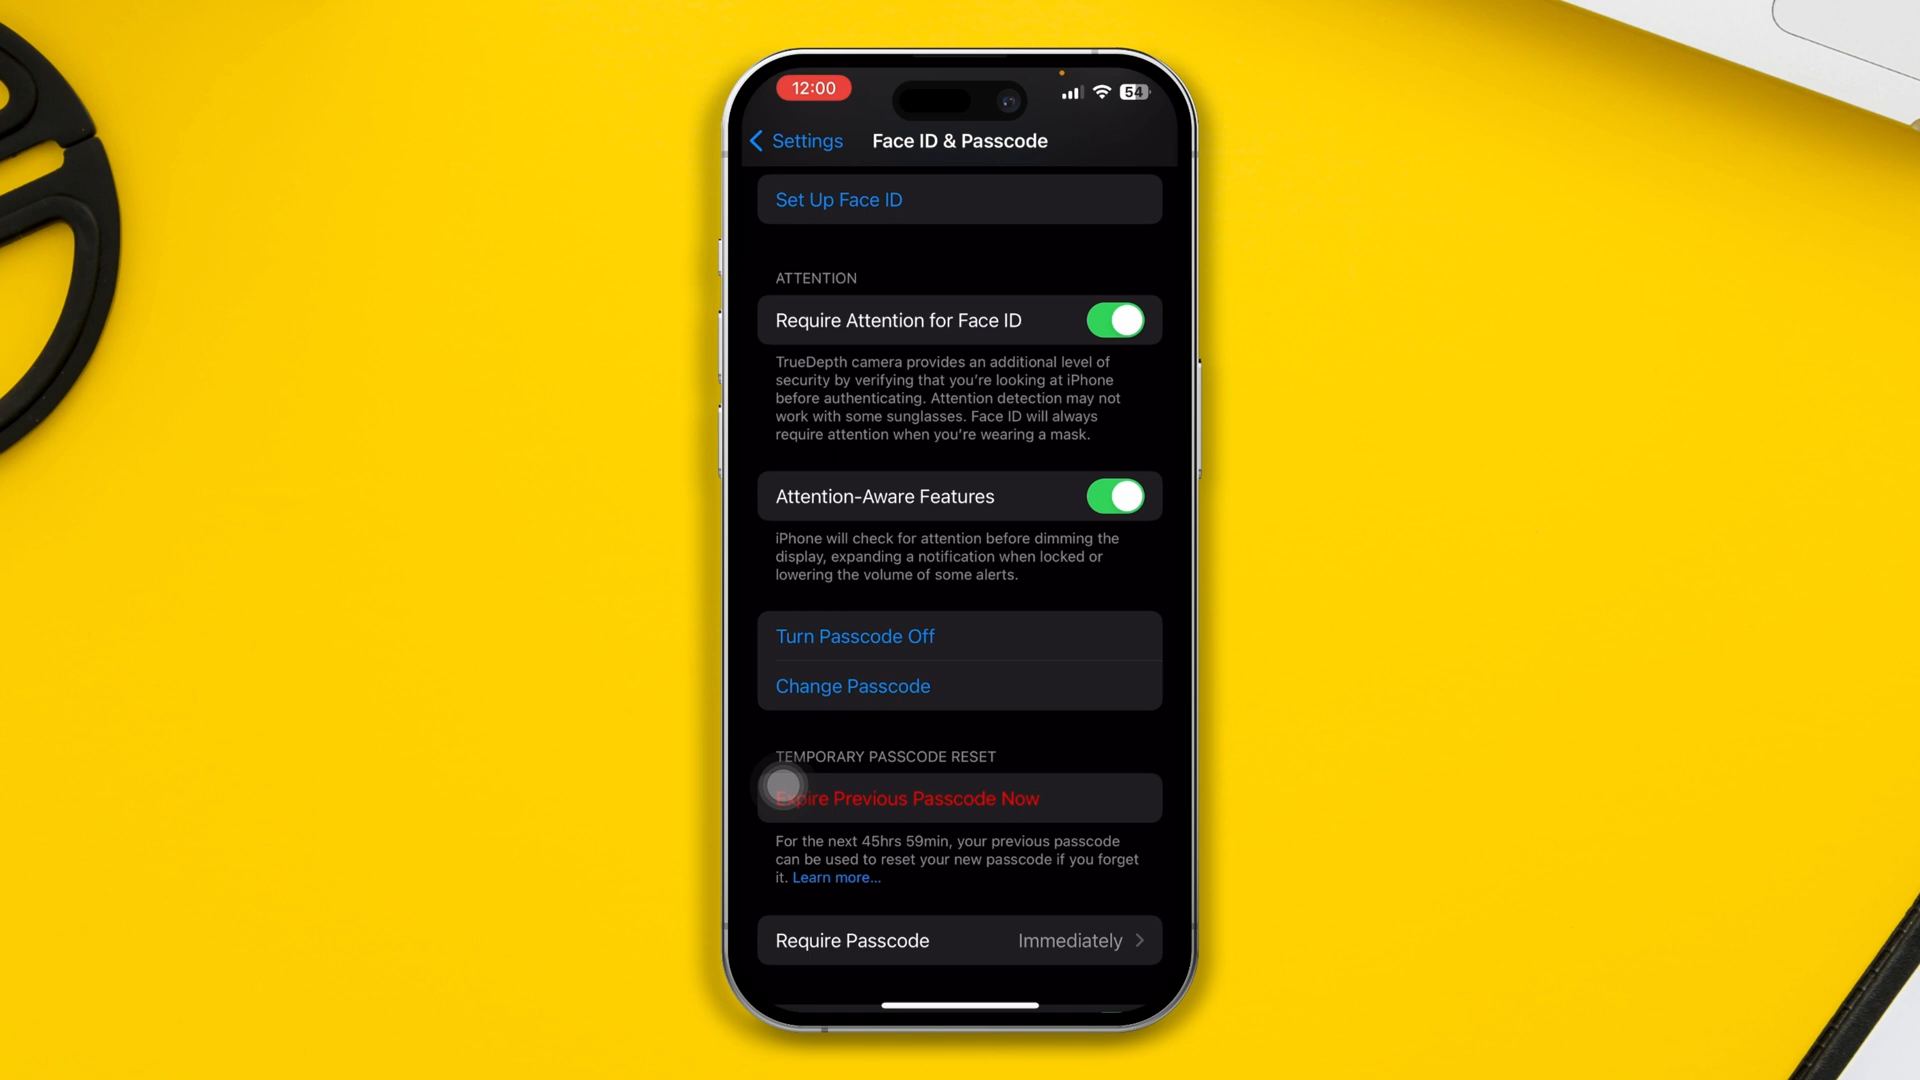 12:00
54
Settings
Face ID & Passcode
Set Up Face ID
ATTENTION
Require Attention for Face ID
TrueDepth camera provides an additional level of
security by verifying that you're looking at iPhone
before authenticating. Attention detection may not
work with some sunglasses. Face ID will always
require attention when you're wearing a mask.
Attention-Aware Features
iPhone will check for attention before dimming the
display, expanding a notification when locked or
lowering the volume of some alerts.
Turn Passcode Off
Change Passcode
TEMPORARY PASSCODE RESET
Expire Previous Passcode Now
For the next 45hrs 59min, your previous passcode
can be used to reset your new passcode if you forget
it. Learn more...
Require Passcode
Immediately